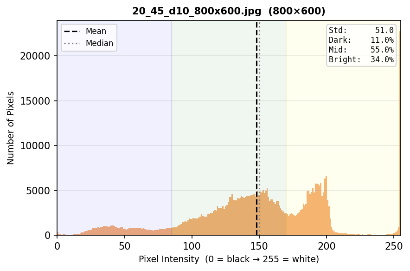 20_45_d10_800x600.jpg  (800×600)
Number of Pixels
20000
15000
10000
5000
0
Mean
Median
Std: 51.0
Dark: 11.0%
Mid: 55.0%
Bright: 34.0%
0 50 100 150 200 250
Pixel Intensity  (0 = black → 255 = white)